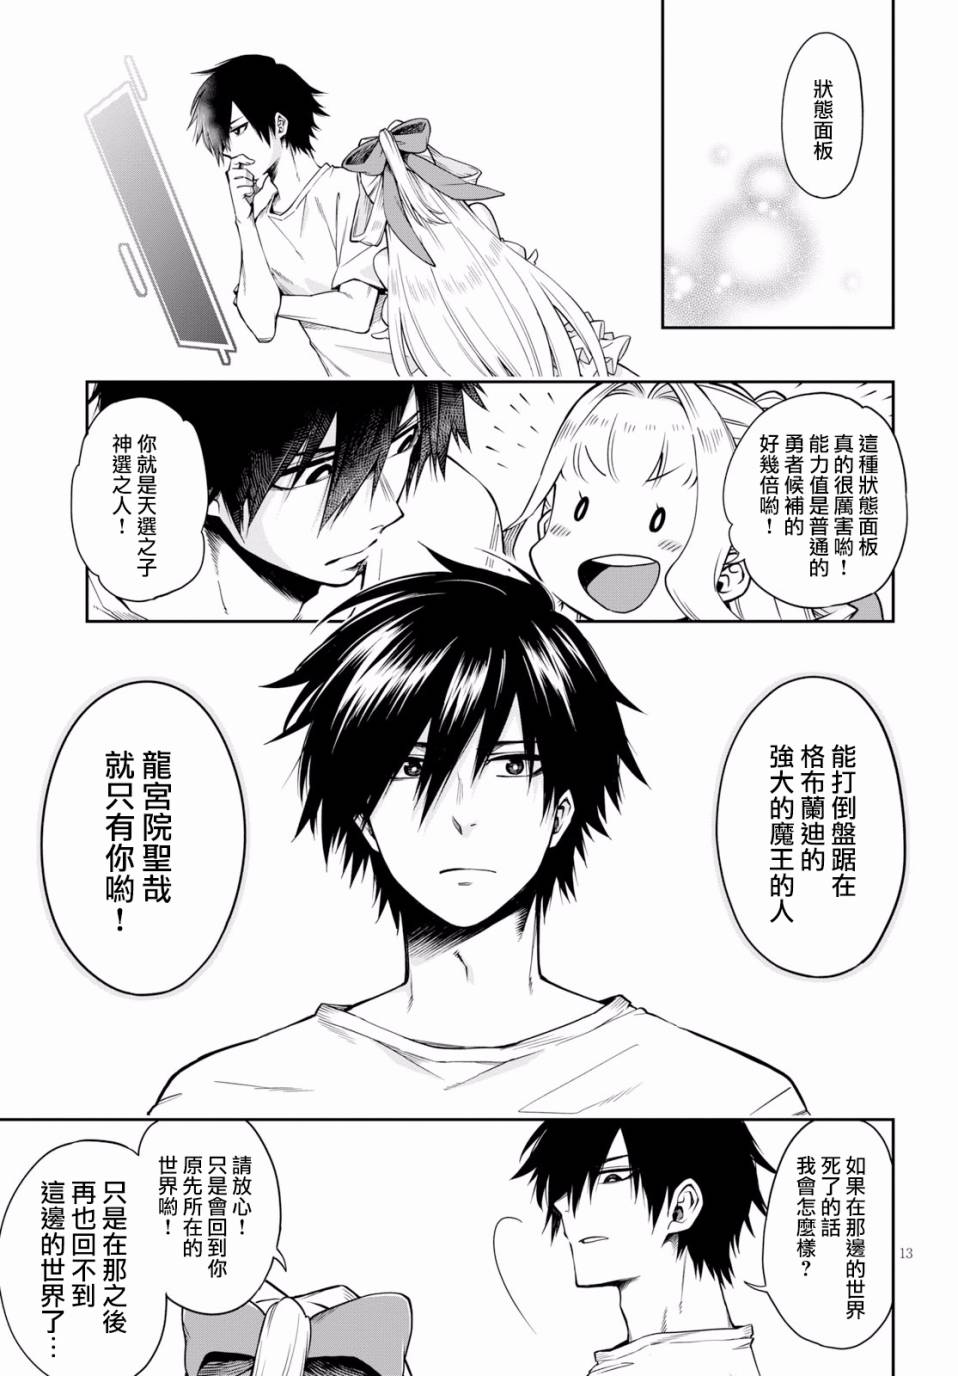 狀態面板
這種狀態面板
真的很厲害喲！
能力值是普通的
勇者候補的
好幾倍喲！
你就是天選之子
神選之人！
能打倒盤踞在
格布蘭迪的
強大的魔王的人
龍宮院聖哉
就只有你喲！
如果在那邊的世界
死了的話
我會怎麼樣？
請放心！
只是會回到你
原先所在的
世界喲！
只是在那之後
再也回不到
這邊的世界了…
13